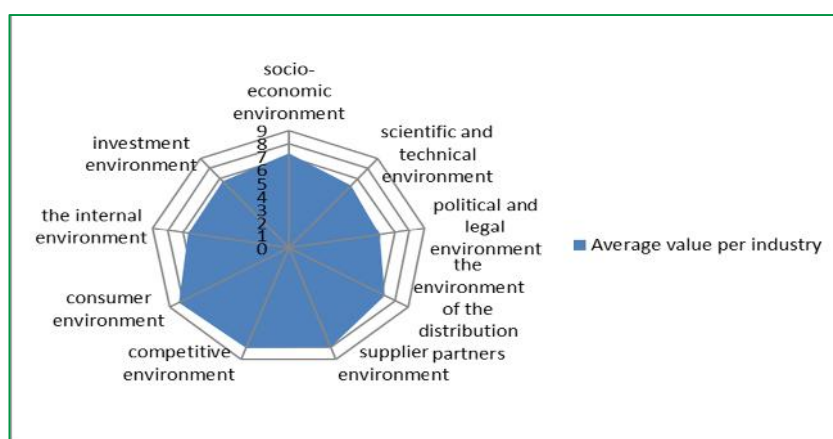 socio-
economic
environment
9
8
7
6
5
4
3
2
1
0
scientific and
technical
environment
political and
legal
environment
the
environment
of the
distribution
partners
supplier
environment
competitive
environment
consumer
environment
the internal
environment
investment
environment
Average value per industry